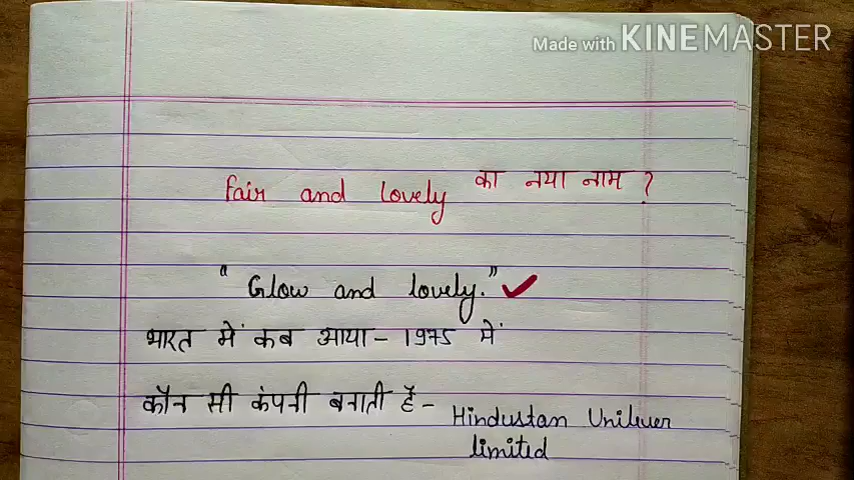 Made with KINEMASTER
Fair and lovely का नया नाम ?
" Glow and lovely." ✓
भारत में कब आया - 1975 में
कौन सी कंपनी बनाती है - Hindustan Unilever
limited